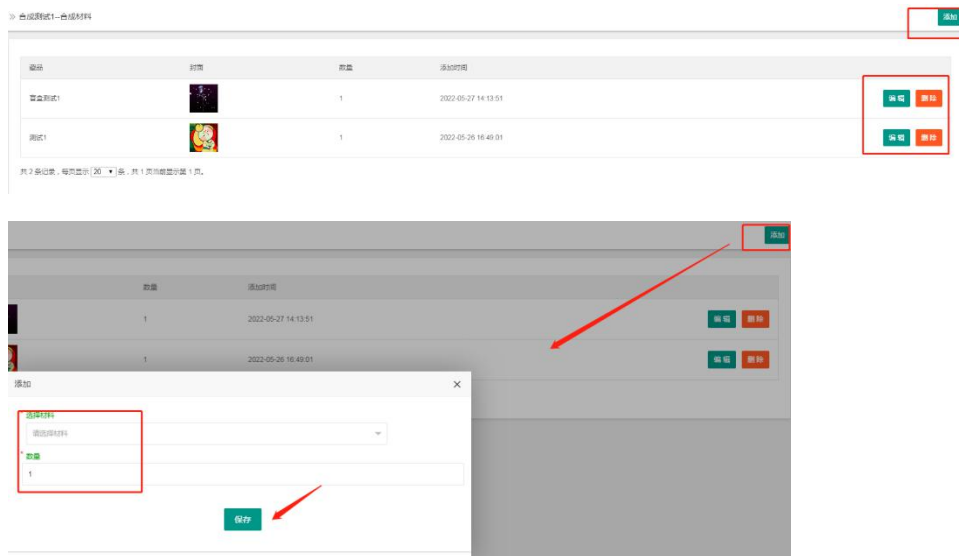 » 合成测试1--合成材料 添加
藏品 封面 数量 添加时间
盲盒测试1 1 2022-05-27 14:13:51 编辑 删除
测试1 1 2022-05-26 16:49:01 编辑 删除
共 2 条记录，每页显示 20 条，共 1 页当前显示第 1 页。
添加
数量 添加时间
1 2022-05-27 14:13:51 编辑 删除
1 2022-05-26 16:49:01 编辑 删除
添加 ×
* 选择材料
请选择材料
* 数量
1
保存